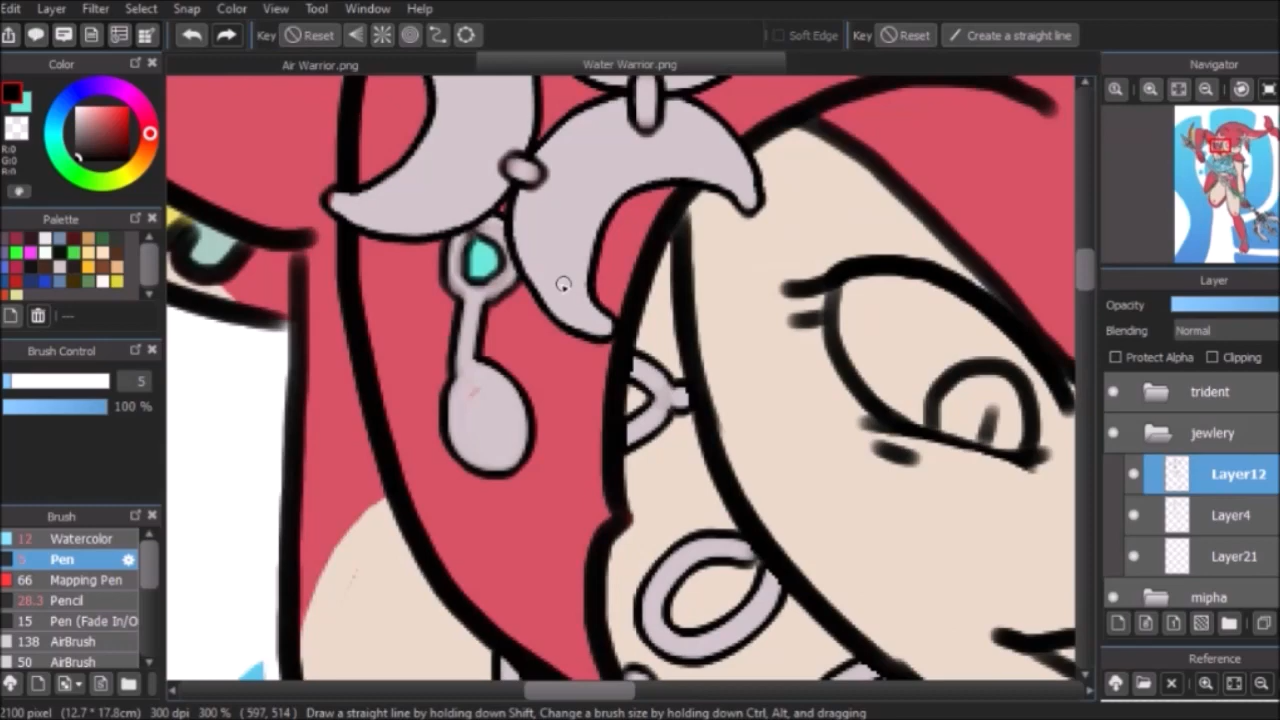 Edit Layer Filter Select Snap Color View Tool Window Help
Key Reset Soft Edge Key Reset Create a straight line
Color
Air Warrior.png
Water Warrior.png
Navigator
R:0
G:0
R:0
Palette
---
Brush Control
5
100 %
Brush
12 Watercolor
5 Pen
66 Mapping Pen
28.3 Pencil
15 Pen (Fade In/O
138 AirBrush
50 AirBrush
Layer
Opacity
Blending Normal
Protect Alpha Clipping
trident
jewlery
Layer12
Layer4
Layer21
mipha
Reference
2100 pixel (12.7 * 17.8cm) 300 dpi 300 % ( 597, 514 ) Draw a straight line by holding down Shift, Change a brush size by holding down Ctrl, Alt, and dragging